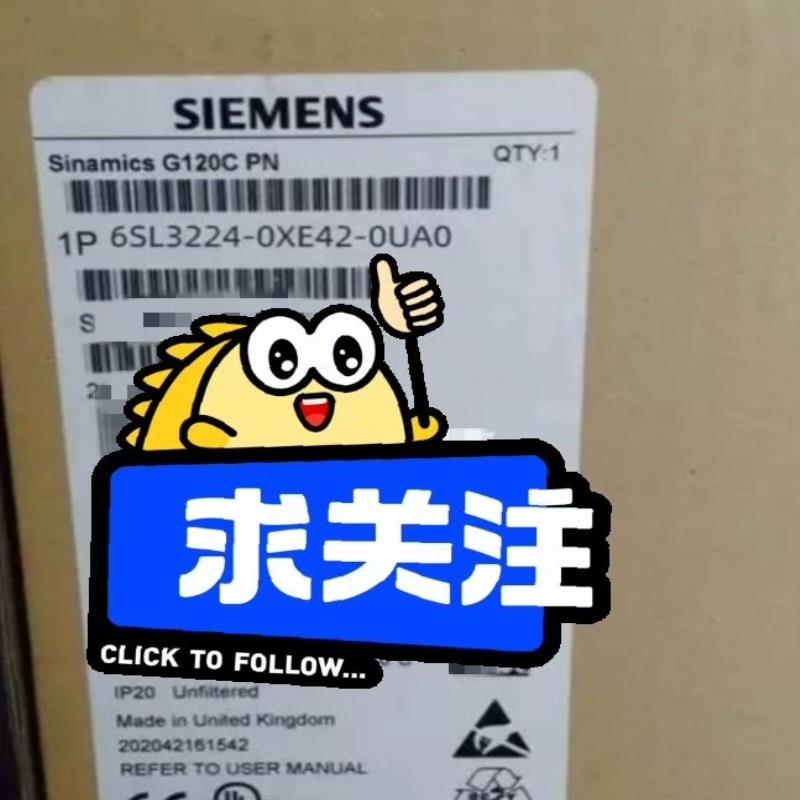 SIEMENS
Sinamics G120C PN
QTY:1
1P 6SL3224-0XE42-0UA0
S
求关注
CLICK TO FOLLOW...
IP20 Unfiltered
Made in United Kingdom
202042161542
REFER TO USER MANUAL